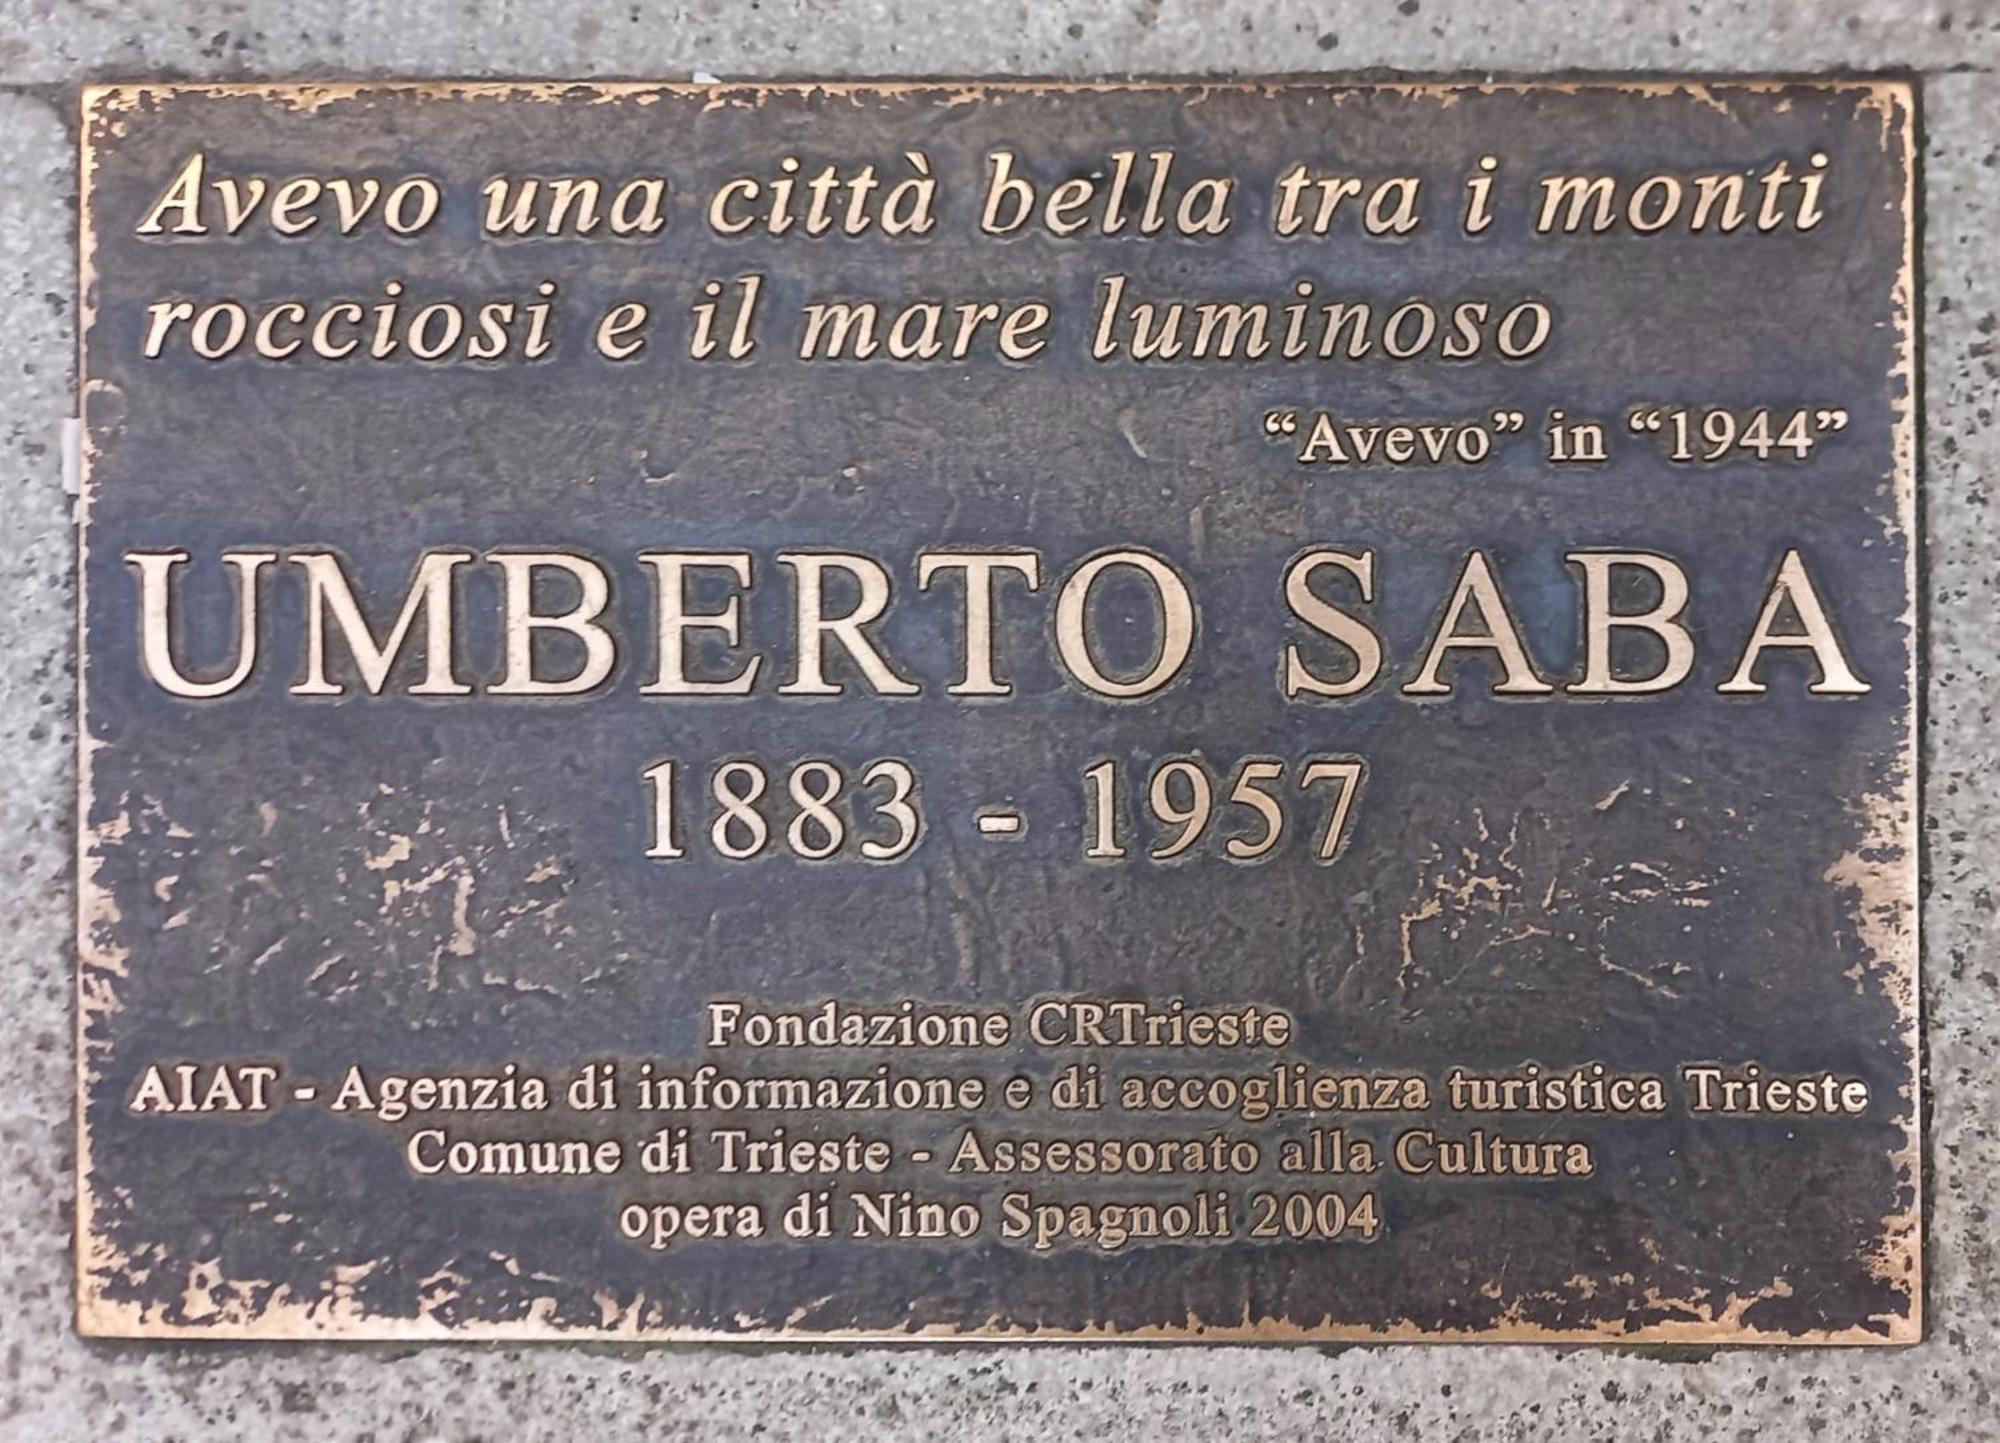 Avevo una città bella tra i monti
rocciosi e il mare luminoso
“Avevo” in “1944”
UMBERTO SABA
1883 - 1957
Fondazione CRTrieste
AIAT - Agenzia di informazione e di accoglienza turistica Trieste
Comune di Trieste - Assessorato alla Cultura
opera di Nino Spagnoli 2004